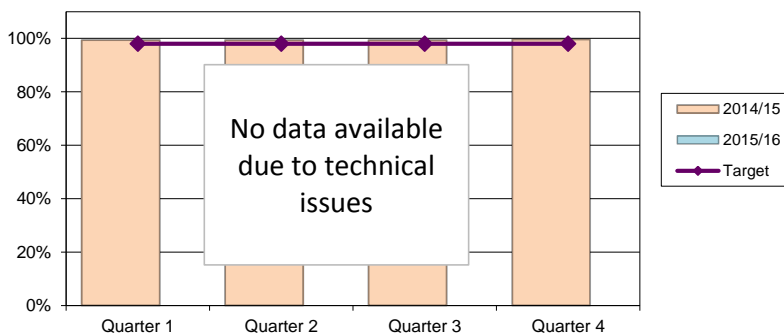 100%
80%
60%
40%
20%
0%
No data available
due to technical
issues
Quarter 1
Quarter 2
Quarter 3
Quarter 4
2014/15
2015/16
Target